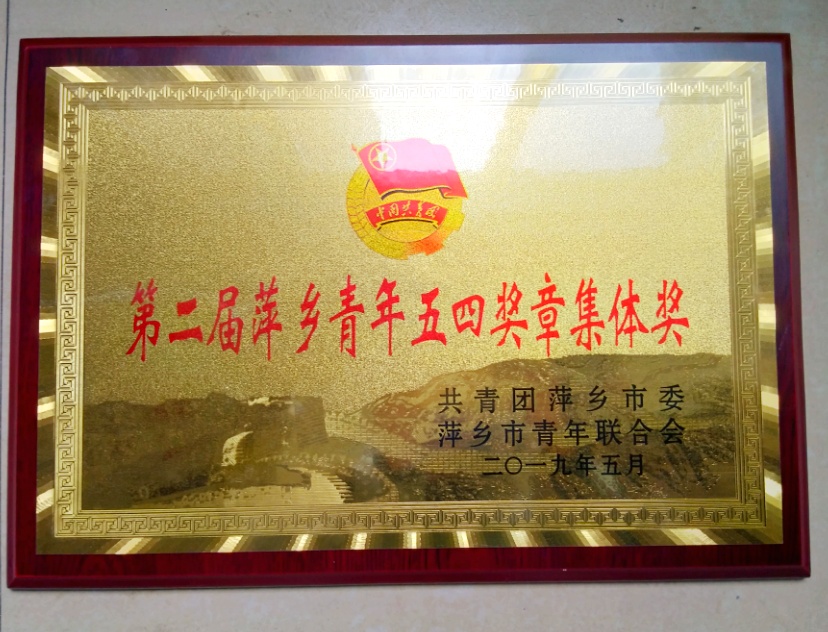 中国共青团
第二届萍乡青年五四奖章集体奖
共青团萍乡市委
萍乡市青年联合会
二〇一九年五月